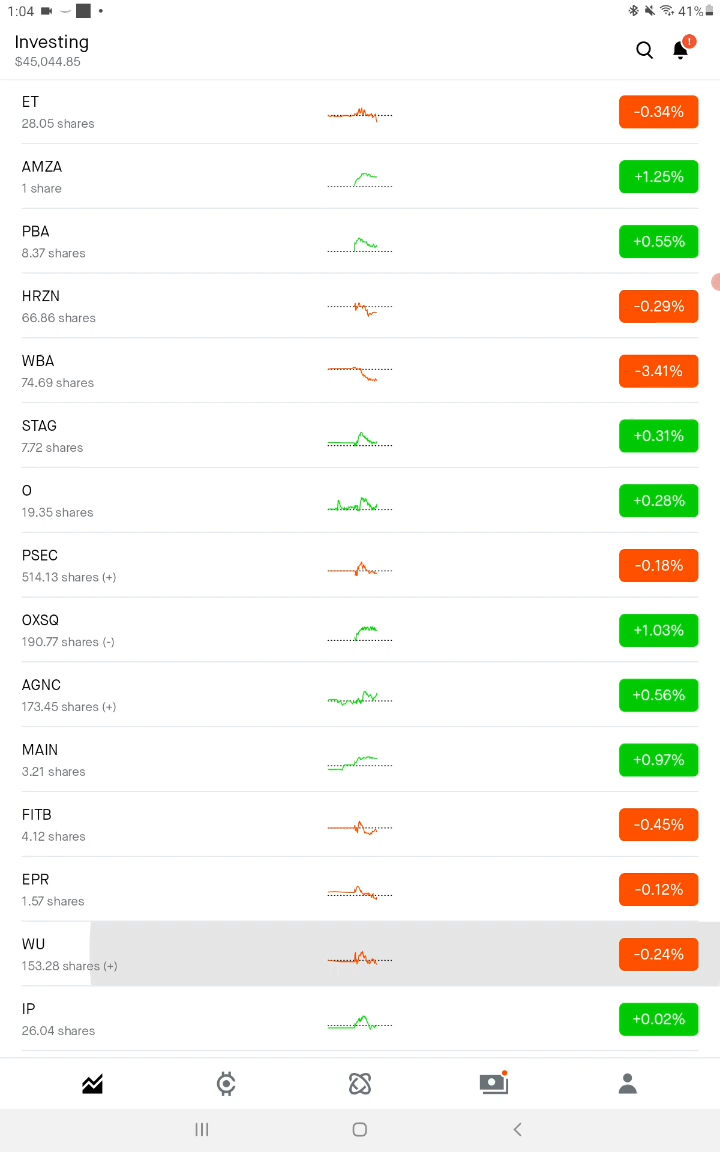 1:04
41%
Investing
$45,044.85
!
ET
28.05 shares
-0.34%
AMZA
1 share
+1.25%
PBA
8.37 shares
+0.55%
HRZN
66.86 shares
-0.29%
WBA
74.69 shares
-3.41%
STAG
7.72 shares
+0.31%
O
19.35 shares
+0.28%
PSEC
514.13 shares (+)
-0.18%
OXSQ
190.77 shares (-)
+1.03%
AGNC
173.45 shares (+)
+0.56%
MAIN
3.21 shares
+0.97%
FITB
4.12 shares
-0.45%
EPR
1.57 shares
-0.12%
WU
153.28 shares (+)
-0.24%
IP
26.04 shares
+0.02%